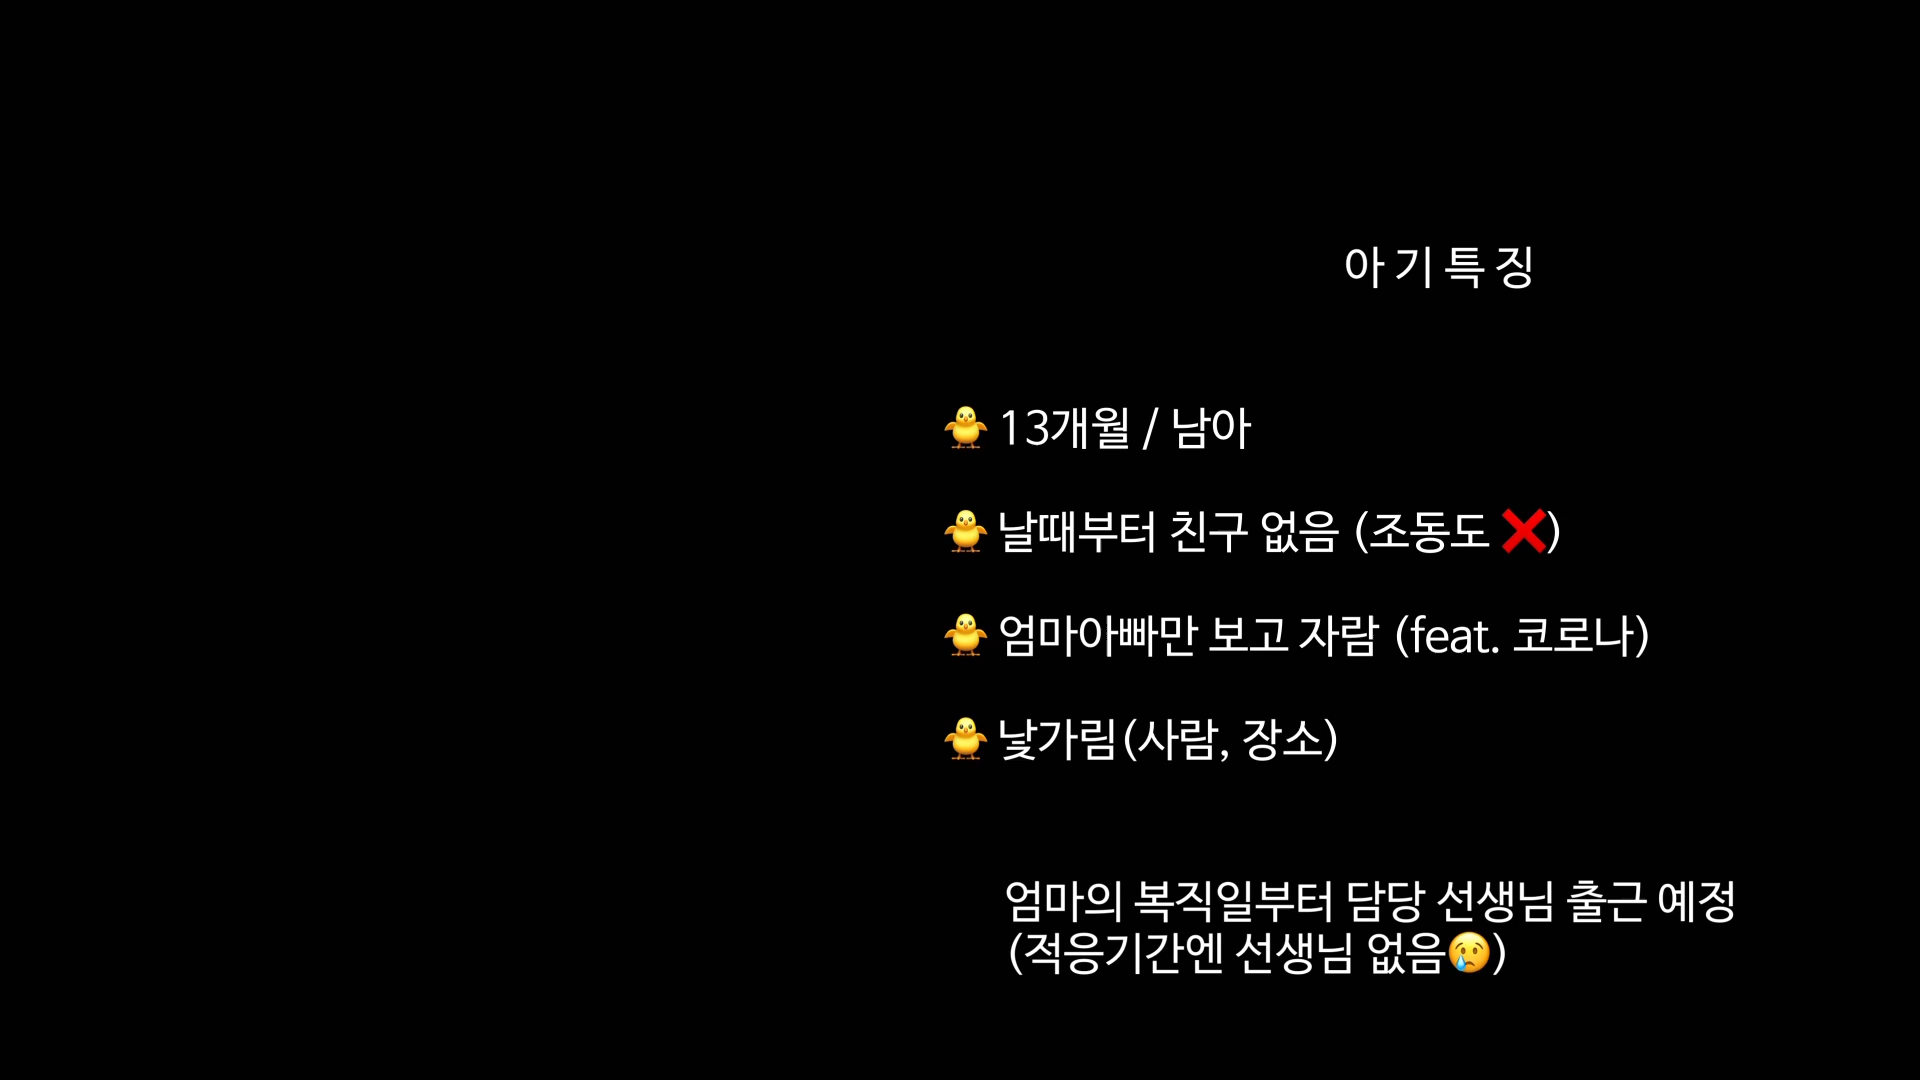 아 기 특 징
🐥 13개월 / 남아
🐥 날때부터 친구 없음 (조동도 ❌)
🐥 엄마아빠만 보고 자람 (feat. 코로나)
🐥 낯가림(사람, 장소)
엄마의 복직일부터 담당 선생님 출근 예정
(적응기간엔 선생님 없음😢)